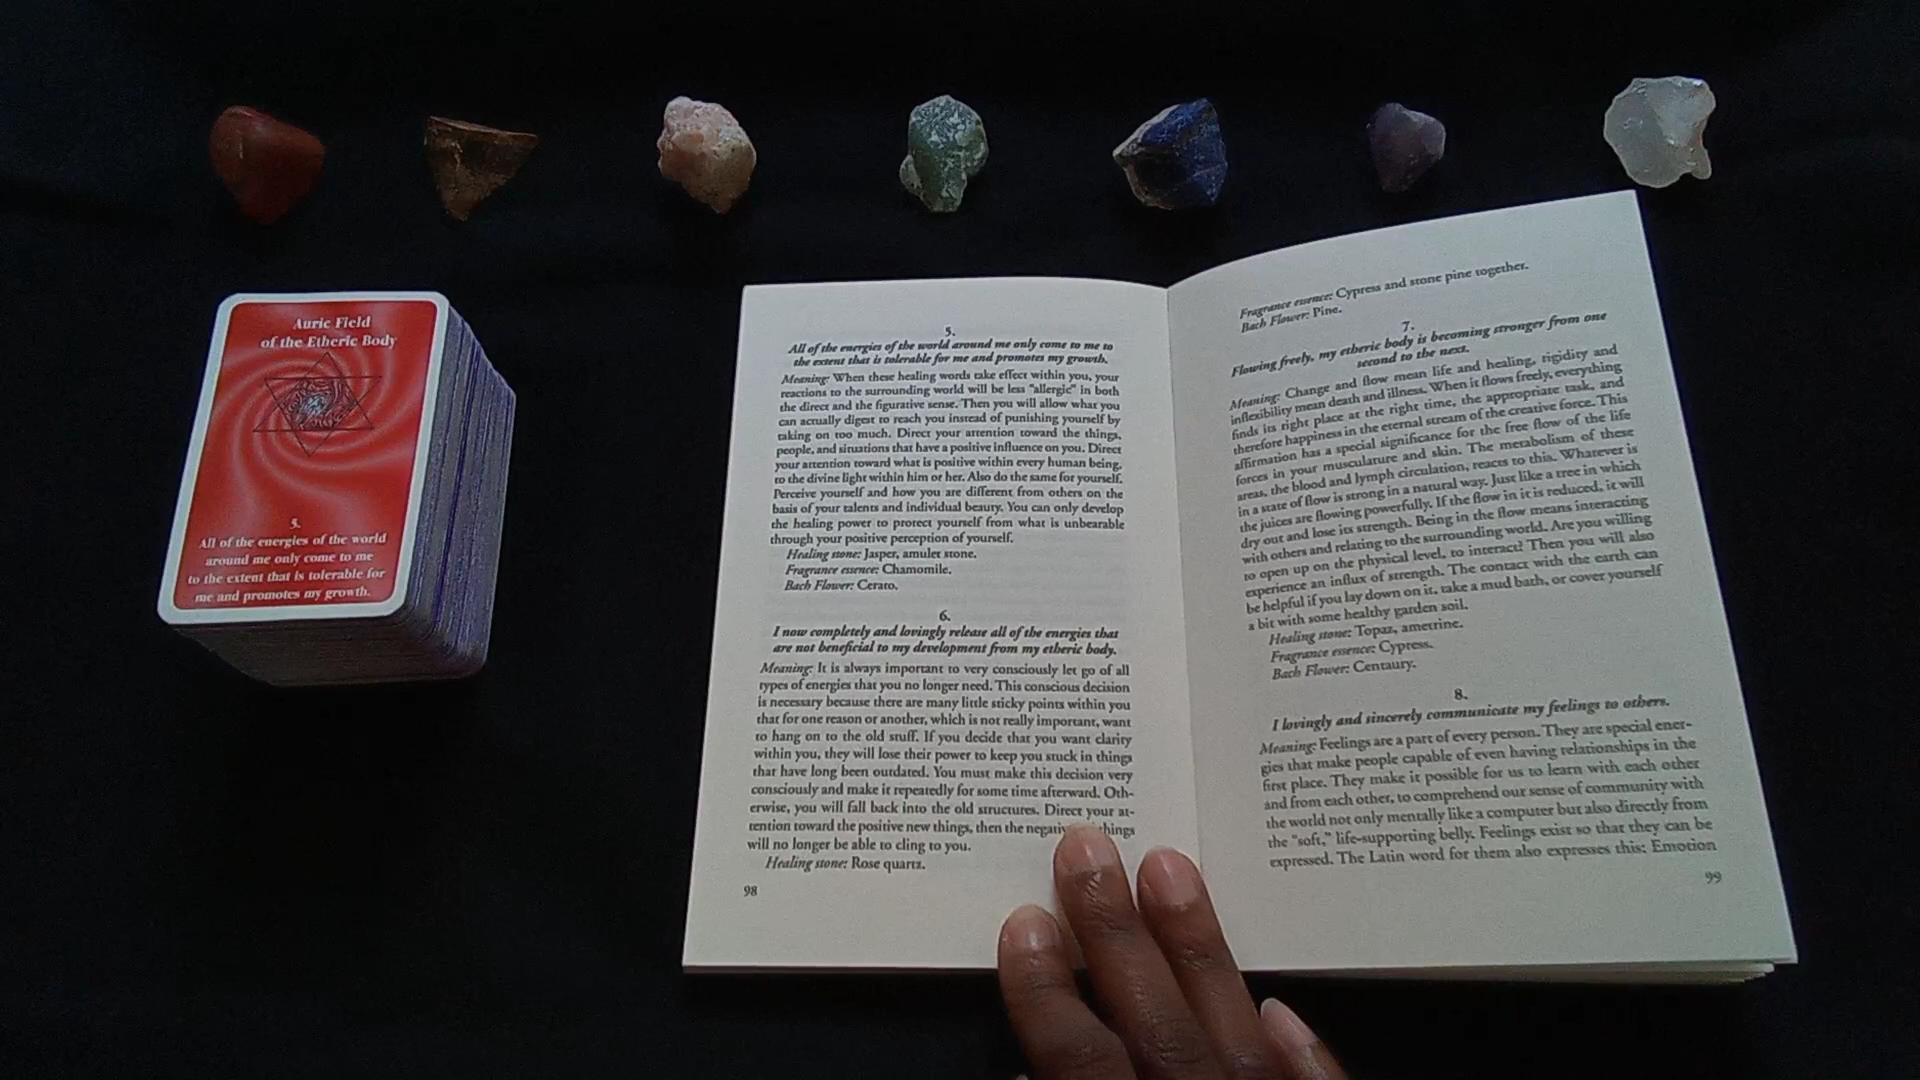 Auric Field
of the Etheric Body
5.
All of the energies of the world
around me only come to me
to the extent that is tolerable for
me and promotes my growth.
5.
All of the energies of the world around me only come to me to
the extent that is tolerable for me and promotes my growth.
Meaning: When these healing words take effect within you, your
reactions to the surrounding world will be less "allergic" in both
the direct and the figurative sense. Then you will allow what you
can actually digest to reach you instead of punishing yourself by
taking on too much. Direct your attention toward the things,
people, and situations that have a positive influence on you. Direct
your attention toward what is positive within every human being,
to the divine light within him or her. Also do the same for yourself.
Perceive yourself and how you are different from others on the
basis of your talents and individual beauty. You can only develop
the healing power to protect yourself from what is unbearable
through your positive perception of yourself.
Healing stone: Jasper, amulet stone.
Fragrance essence: Chamomile.
Bach Flower: Cerato.
6.
I now completely and lovingly release all of the energies that
are not beneficial to my development from my etheric body.
Meaning: It is always important to very consciously let go of all
types of energies that you no longer need. This conscious decision
is necessary because there are many little sticky points within you
that for one reason or another, which is not really important, want
to hang on to the old stuff. If you decide that you want clarity
within you, they will lose their power to keep you stuck in things
that have long been outdated. You must make this decision very
consciously and make it repeatedly for some time afterward. Oth-
erwise, you will fall back into the old structures. Direct your at-
tention toward the positive new things, then the negative things
will no longer be able to cling to you.
Healing stone: Rose quartz.
98
Fragrance essence: Cypress and stone pine together.
Bach Flower: Pine.
7.
Flowing freely, my etheric body is becoming stronger from one
second to the next.
Meaning: Change and flow mean life and healing, rigidity and
inflexibility mean death and illness. When it flows freely, everything
finds its right place at the right time, the appropriate task, and
therefore happiness in the eternal stream of the creative force. This
affirmation has a special significance for the free flow of the life
forces in your musculature and skin. The metabolism of these
areas, the blood and lymph circulation, reacts to this. Whatever is
in a state of flow is strong in a natural way. Just like a tree in which
the juices are flowing powerfully. If the flow in it is reduced, it will
dry out and lose its strength. Being in the flow means interacting
with others and relating to the surrounding world. Are you willing
to open up on the physical level, to interact? Then you will also
experience an influx of strength. The contact with the earth can
be helpful if you lay down on it, take a mud bath, or cover yourself
a bit with some healthy garden soil.
Healing stone: Topaz, ametrine.
Fragrance essence: Cypress.
Bach Flower: Centaury.
8.
I lovingly and sincerely communicate my feelings to others.
Meaning: Feelings are a part of every person. They are special ener-
gies that make people capable of even having relationships in the
first place. They make it possible for us to learn with each other
and from each other, to comprehend our sense of community with
the world not only mentally like a computer but also directly from
the "soft," life-supporting belly. Feelings exist so that they can be
expressed. The Latin word for them also expresses this: Emotion
99